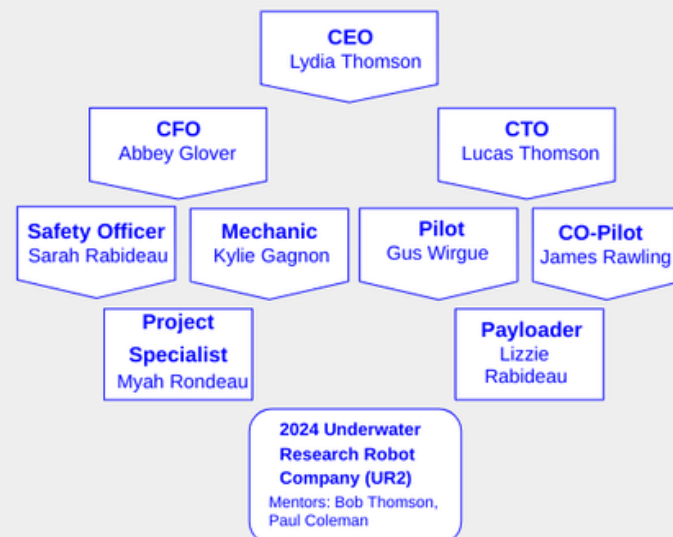 CEO
Lydia Thomson
CFO
Abbey Glover
CTO
Lucas Thomson
Safety Officer
Sarah Rabideau
Mechanic
Kylie Gagnon
Pilot
Gus Wirgue
CO-Pilot
James Rawling
Project
Specialist
Myah Rondeau
Payloader
Lizzie
Rabideau
2024 Underwater
Research Robot
Company (UR2)
Mentors: Bob Thomson,
Paul Coleman